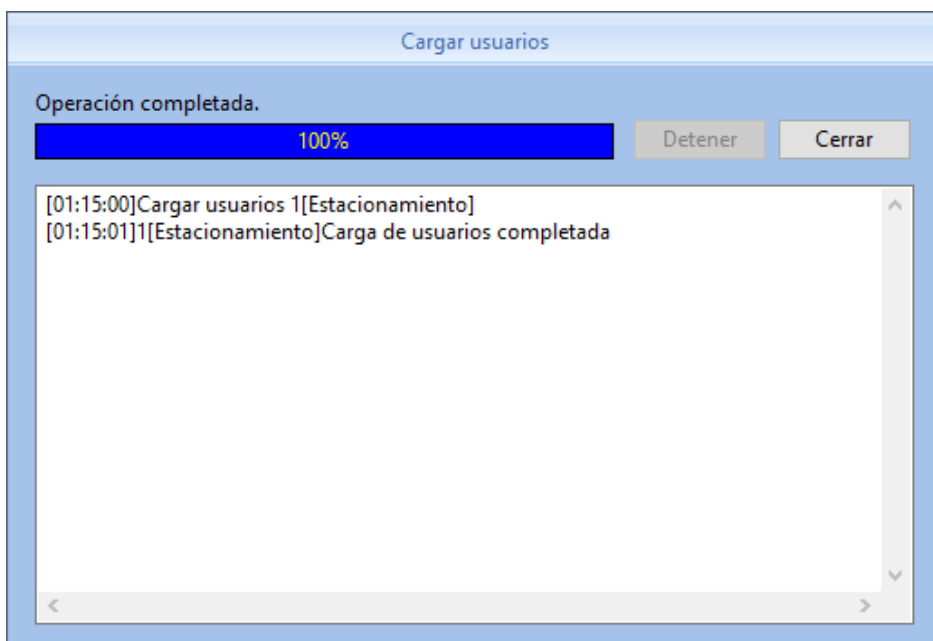 Cargar usuarios
Operación completada.
100%
Detener
Cerrar
[01:15:00]Cargar usuarios 1[Estacionamiento]
[01:15:01]1[Estacionamiento]Carga de usuarios completada